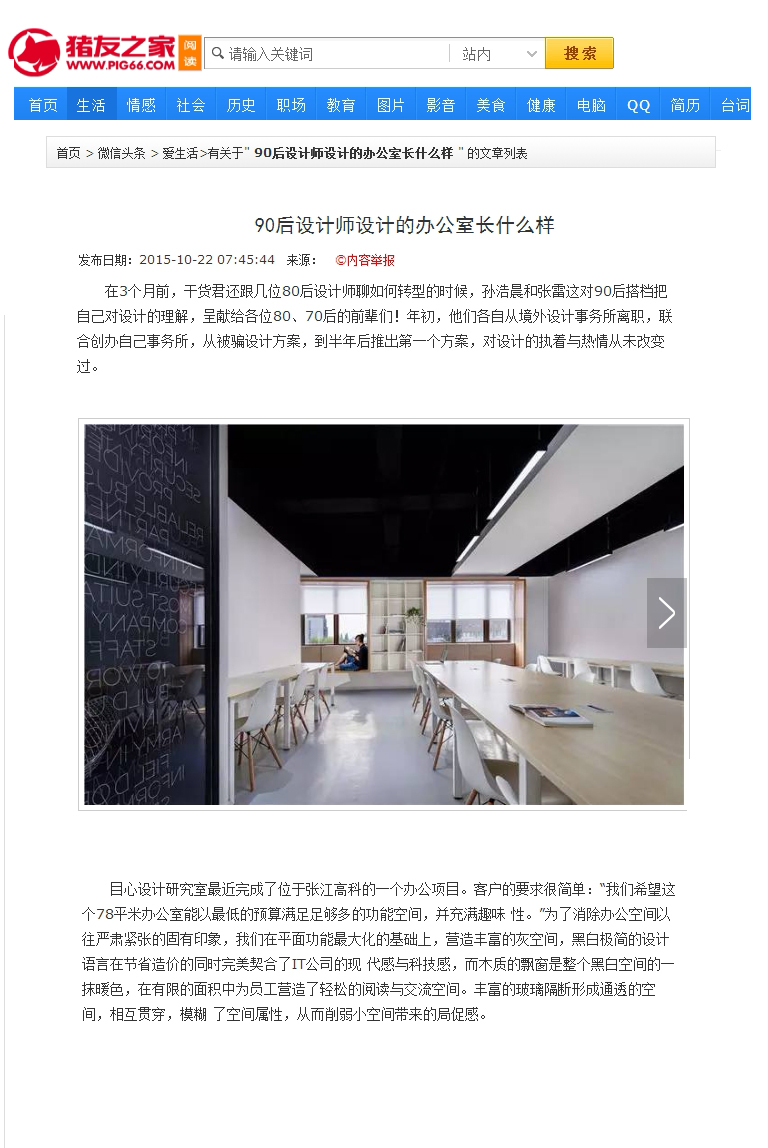 猪友之家 阅读
WWW.PIG66.COM
请输入关键词 站内 搜索
首页 生活 情感 社会 历史 职场 教育 图片 影音 美食 健康 电脑 QQ 简历 台词
首页 > 微信头条 > 爱生活>有关于" 90后设计师设计的办公室长什么样 " 的文章列表
90后设计师设计的办公室长什么样
发布日期：2015-10-22 07:45:44 来源： ©内容举报
在3个月前，干货君还跟几位80后设计师聊如何转型的时候，孙浩晨和张雷这对90后搭档把
自己对设计的理解，呈献给各位80、70后的前辈们！年初，他们各自从境外设计事务所离职，联
合创办自己事务所，从被骗设计方案，到半年后推出第一个方案，对设计的执着与热情从未改变
过。
目心设计研究室最近完成了位于张江高科的一个办公项目。客户的要求很简单：“我们希望这
个78平米办公室能以最低的预算满足足够多的功能空间，并充满趣味 性。”为了消除办公空间以
往严肃紧张的固有印象，我们在平面功能最大化的基础上，营造丰富的灰空间，黑白极简的设计
语言在节省造价的同时完美契合了IT公司的现 代感与科技感，而木质的飘窗是整个黑白空间的一
抹暖色，在有限的面积中为员工营造了轻松的阅读与交流空间。丰富的玻璃隔断形成通透的空
间，相互贯穿，模糊 了空间属性，从而削弱小空间带来的局促感。